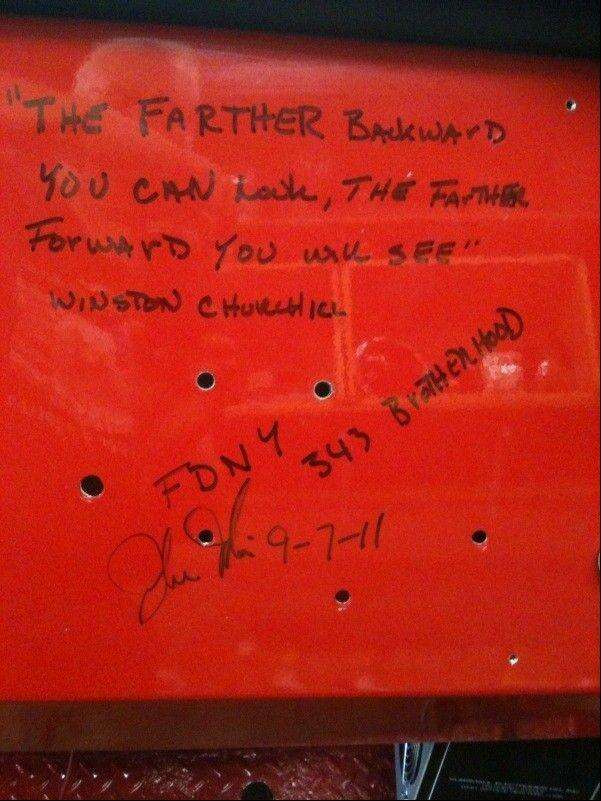 "THE FARTHER BACKWARD
YOU CAN LOOK, THE FARTHER
FORWARD YOU WILL SEE"
WINSTON CHURCHILL
FDNY 343 BROTHERHOOD
9-7-11